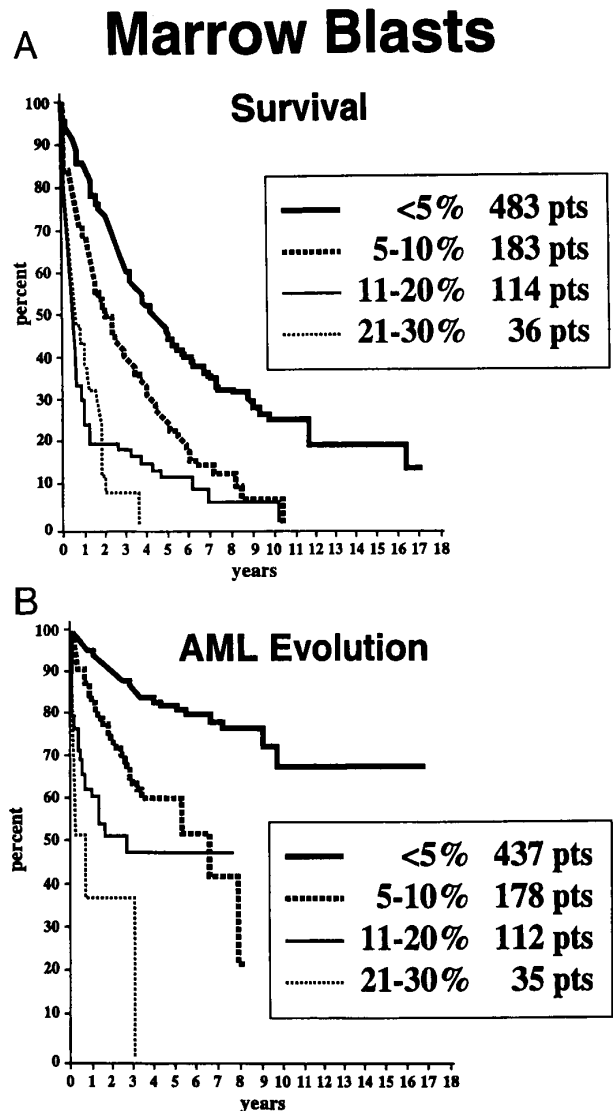 Marrow Blasts
A
Survival
percent
100
90
80
70
60
50
40
30
20
10
0
<5% 483 pts
5-10% 183 pts
11-20% 114 pts
21-30% 36 pts
0 1 2 3 4 5 6 7 8 9 10 11 12 13 14 15 16 17 18
years
B
AML Evolution
percent
100
90
80
70
60
50
40
30
20
10
0
<5% 437 pts
5-10% 178 pts
11-20% 112 pts
21-30% 35 pts
0 1 2 3 4 5 6 7 8 9 10 11 12 13 14 15 16 17 18
years